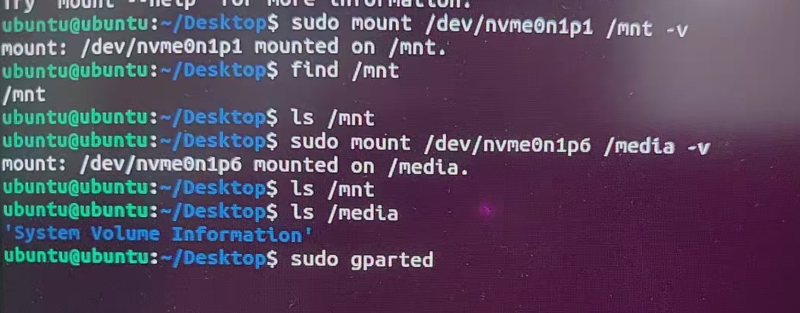 Try 'mount --help' for more information.
ubuntu@ubuntu:~/Desktop$ sudo mount /dev/nvme0n1p1 /mnt -v
mount: /dev/nvme0n1p1 mounted on /mnt.
ubuntu@ubuntu:~/Desktop$ find /mnt
/mnt
ubuntu@ubuntu:~/Desktop$ ls /mnt
ubuntu@ubuntu:~/Desktop$ sudo mount /dev/nvme0n1p6 /media -v
mount: /dev/nvme0n1p6 mounted on /media.
ubuntu@ubuntu:~/Desktop$ ls /mnt
ubuntu@ubuntu:~/Desktop$ ls /media
'System Volume Information'
ubuntu@ubuntu:~/Desktop$ sudo gparted